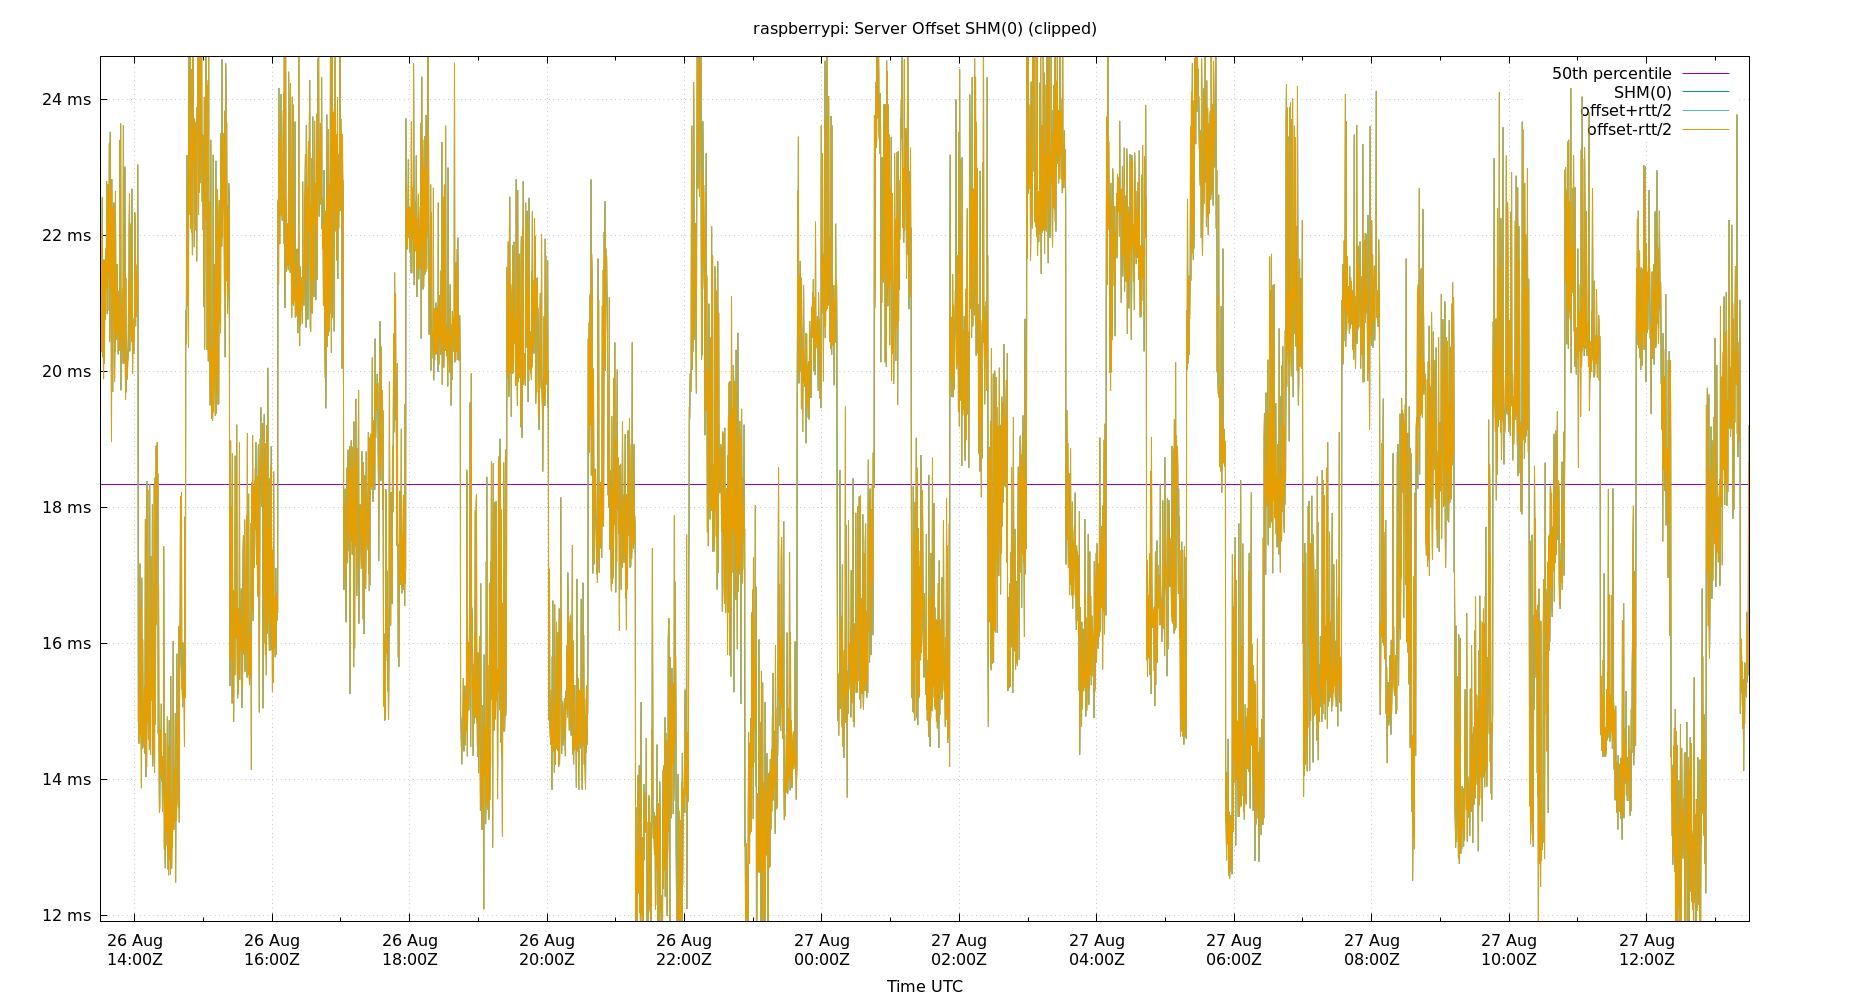 raspberrypi: Server Offset SHM(0) (clipped)
50th percentile
SHM(0)
offset+rtt/2
offset-rtt/2
24 ms
22 ms
20 ms
18 ms
16 ms
14 ms
12 ms
26 Aug 26 Aug 26 Aug 26 Aug 26 Aug 27 Aug 27 Aug 27 Aug 27 Aug 27 Aug 27 Aug 27 Aug
14:00Z 16:00Z 18:00Z 20:00Z 22:00Z 00:00Z 02:00Z 04:00Z 06:00Z 08:00Z 10:00Z 12:00Z
Time UTC